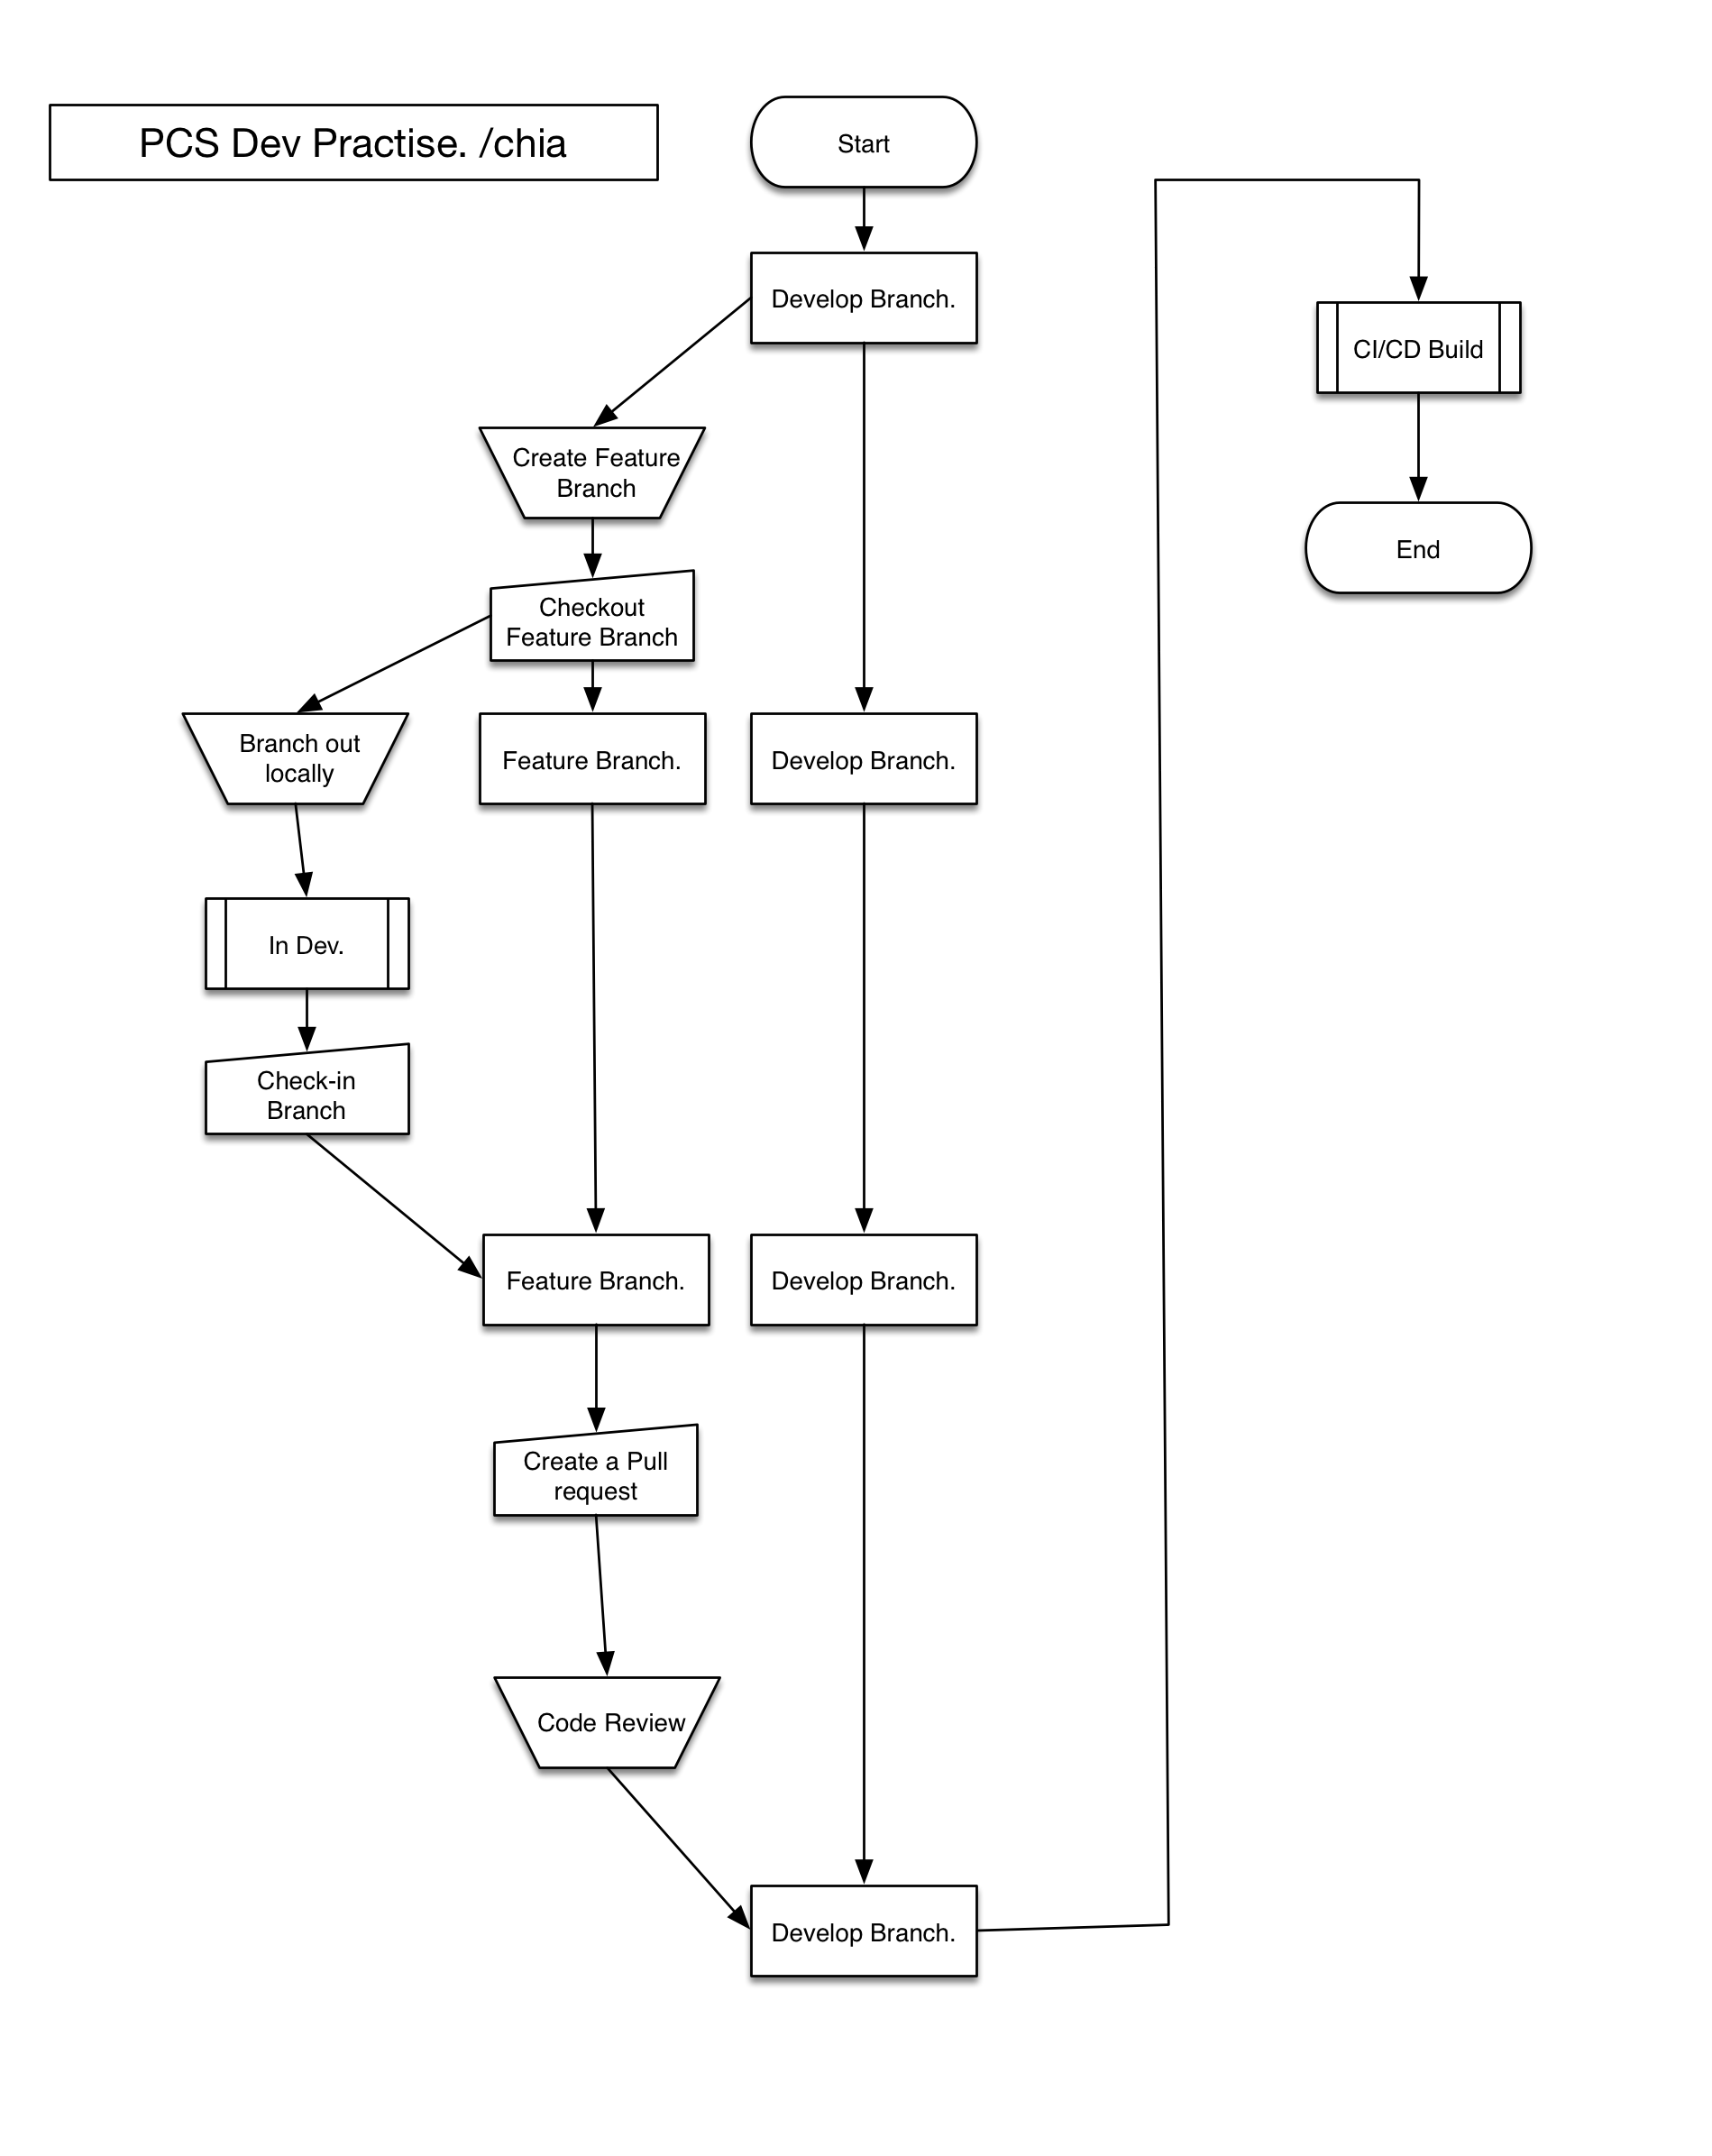 PCS Dev Practise. /chia
Start
Develop Branch.
CI/CD Build
Create Feature
Branch
End
Checkout
Feature Branch
Branch out
locally
Feature Branch.
Develop Branch.
In Dev.
Check-in
Branch
Feature Branch.
Develop Branch.
Create a Pull
request
Code Review
Develop Branch.